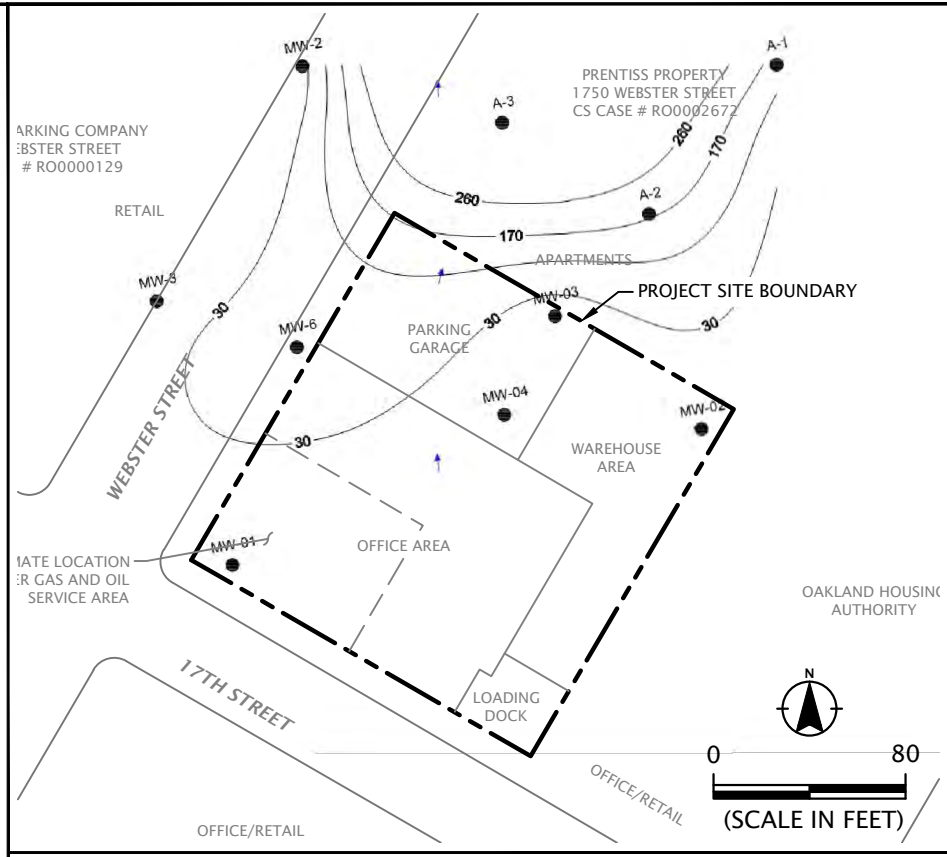 MW-2
A-1
PRENTISS PROPERTY
1750 WEBSTER STREET
CS CASE # RO0002672
A-3
ARKING COMPANY
EBSTER STREET
# RO0000129
RETAIL
260
170
A-2
260
170
APARTMENTS
MW-3
MW-03
PROJECT SITE BOUNDARY
30
MW-6
PARKING
GARAGE
30
30
MW-04
MW-02
WEBSTER STREET
30
WAREHOUSE
AREA
MW-01
OFFICE AREA
MATE LOCATION
ER GAS AND OIL
SERVICE AREA
OAKLAND HOUSING
AUTHORITY
17TH STREET
LOADING
DOCK
N
0 80
(SCALE IN FEET)
OFFICE/RETAIL
OFFICE/RETAIL